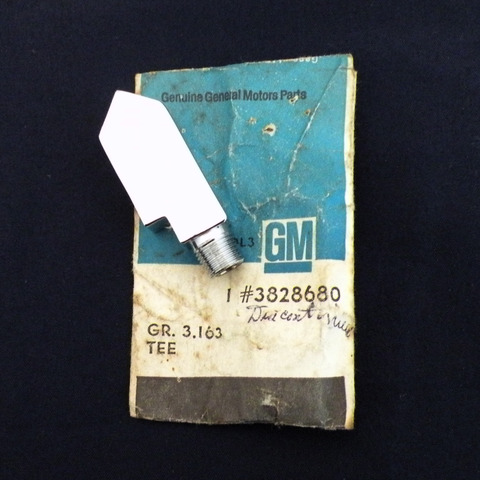 Genuine General Motors Parts
GM
1 #3828680
GR. 3.163
TEE